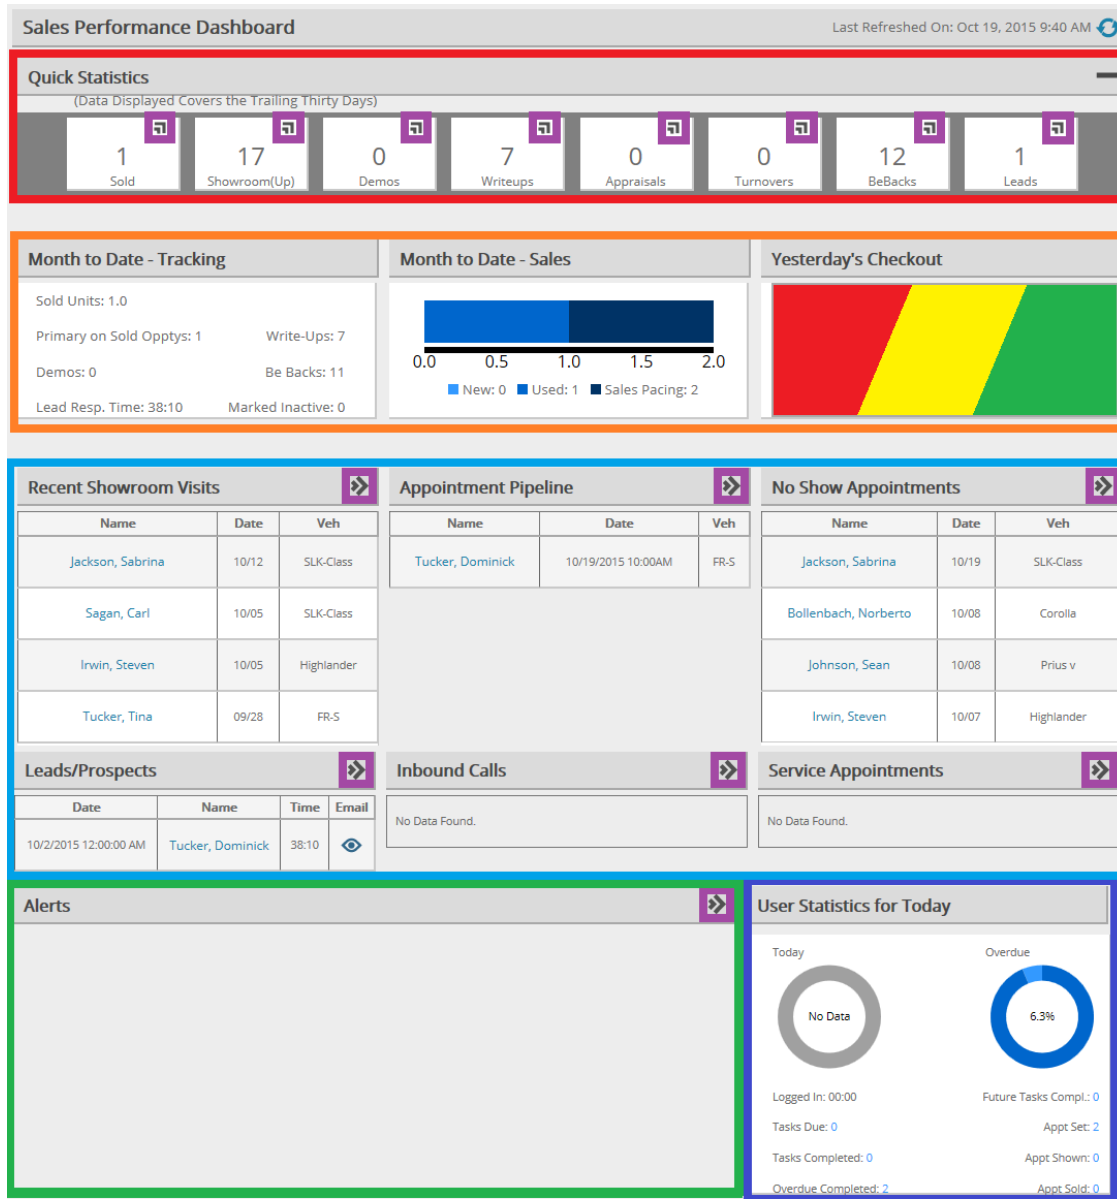 Sales Performance Dashboard
Last Refreshed On: Oct 19, 2015 9:40 AM
Quick Statistics
(Data Displayed Covers the Trailing Thirty Days)
1 17 0 7 0 0 12 1
Sold Showroom(Up) Demos Writeups Appraisals Turnovers BeBacks Leads
Month to Date - Tracking
Sold Units: 1.0
Primary on Sold Opptys: 1 Write-Ups: 7
Demos: 0 Be Backs: 11
Lead Resp. Time: 38:10 Marked Inactive: 0
Month to Date - Sales
0.0 0.5 1.0 1.5 2.0
New: 0 Used: 1 Sales Pacing: 2
Yesterday's Checkout
Recent Showroom Visits
Name Date Veh
Jackson, Sabrina 10/12 SLK-Class
Sagan, Carl 10/05 SLK-Class
Irwin, Steven 10/05 Highlander
Tucker, Tina 09/28 FR-S
Appointment Pipeline
Name Date Veh
Tucker, Dominick 10/19/2015 10:00AM FR-S
No Show Appointments
Name Date Veh
Jackson, Sabrina 10/19 SLK-Class
Bollenbach, Norberto 10/08 Corolla
Johnson, Sean 10/08 Prius v
Irwin, Steven 10/07 Highlander
Leads/Prospects
Date Name Time Email
10/2/2015 12:00:00 AM Tucker, Dominick 38:10
Inbound Calls
No Data Found.
Service Appointments
No Data Found.
Alerts
User Statistics for Today
Today Overdue
No Data 6.3%
Logged In: 00:00 Future Tasks Compl.: 0
Tasks Due: 0 Appt Set: 2
Tasks Completed: 0 Appt Shown: 0
Overdue Completed: 2 Appt Sold: 0